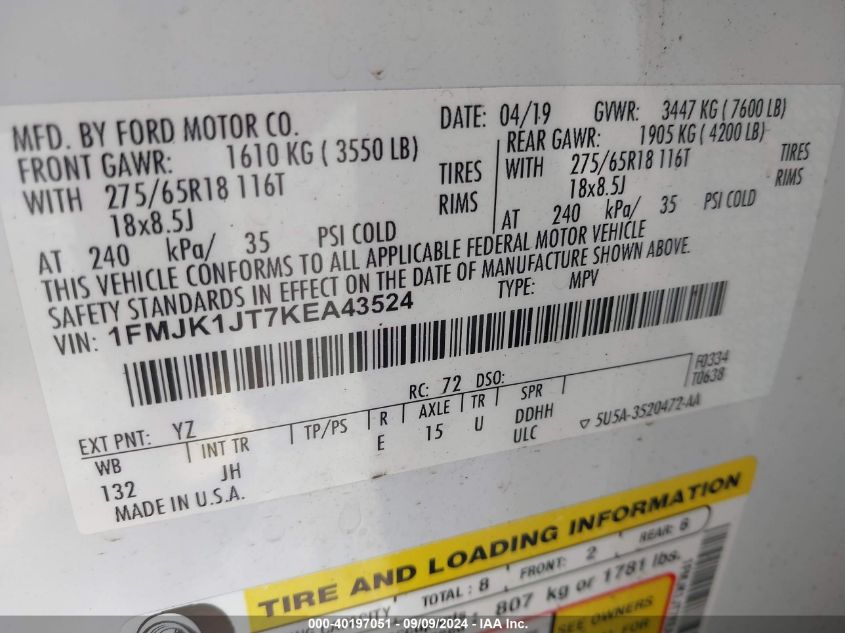 MFD. BY FORD MOTOR CO.
DATE: 04/19 GVWR: 3447 KG ( 7600 LB)
FRONT GAWR: 1610 KG ( 3550 LB)
REAR GAWR: 1905 KG ( 4200 LB)
WITH 275/65R18 116T TIRES
WITH 275/65R18 116T TIRES
18x8.5J RIMS
18x8.5J RIMS
AT 240 kPa/ 35 PSI COLD
AT 240 kPa/ 35 PSI COLD
THIS VEHICLE CONFORMS TO ALL APPLICABLE FEDERAL MOTOR VEHICLE
SAFETY STANDARDS IN EFFECT ON THE DATE OF MANUFACTURE SHOWN ABOVE.
VIN: 1FMJK1JT7KEA43524 TYPE: MPV
F0334
T0638
RC: 72 DSO:
EXT PNT: YZ
WB INT TR TP/PS R AXLE TR SPR
132 JH E 15 U DDHH
ULC
▽ 5U5A-3520472-AA
MADE IN U.S.A.
TIRE AND LOADING INFORMATION
TOTAL : 8 FRONT: 2 REAR: 6
807 kg or 1781 lbs.
SEE OWNERS
000-40197051 - 09/09/2024 - IAA, Inc.